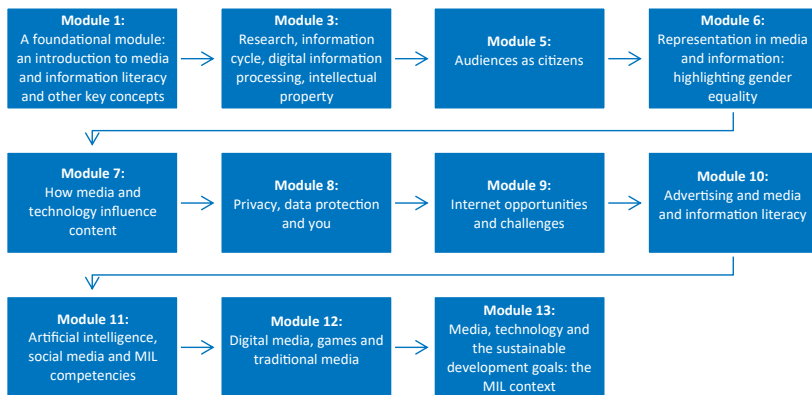 Module 1:
A foundational module:
an introduction to media
and information literacy
and other key concepts
Module 3:
Research, information
cycle, digital information
processing, intellectual
property
Module 5:
Audiences as citizens
Module 6:
Representation in media
and information:
highlighting gender
equality
Module 7:
How media and
technology influence
content
Module 8:
Privacy, data protection
and you
Module 9:
Internet opportunities
and challenges
Module 10:
Advertising and media
and information literacy
Module 11:
Artificial intelligence,
social media and MIL
competencies
Module 12:
Digital media, games and
traditional media
Module 13:
Media, technology and
the sustainable
development goals: the
MIL context